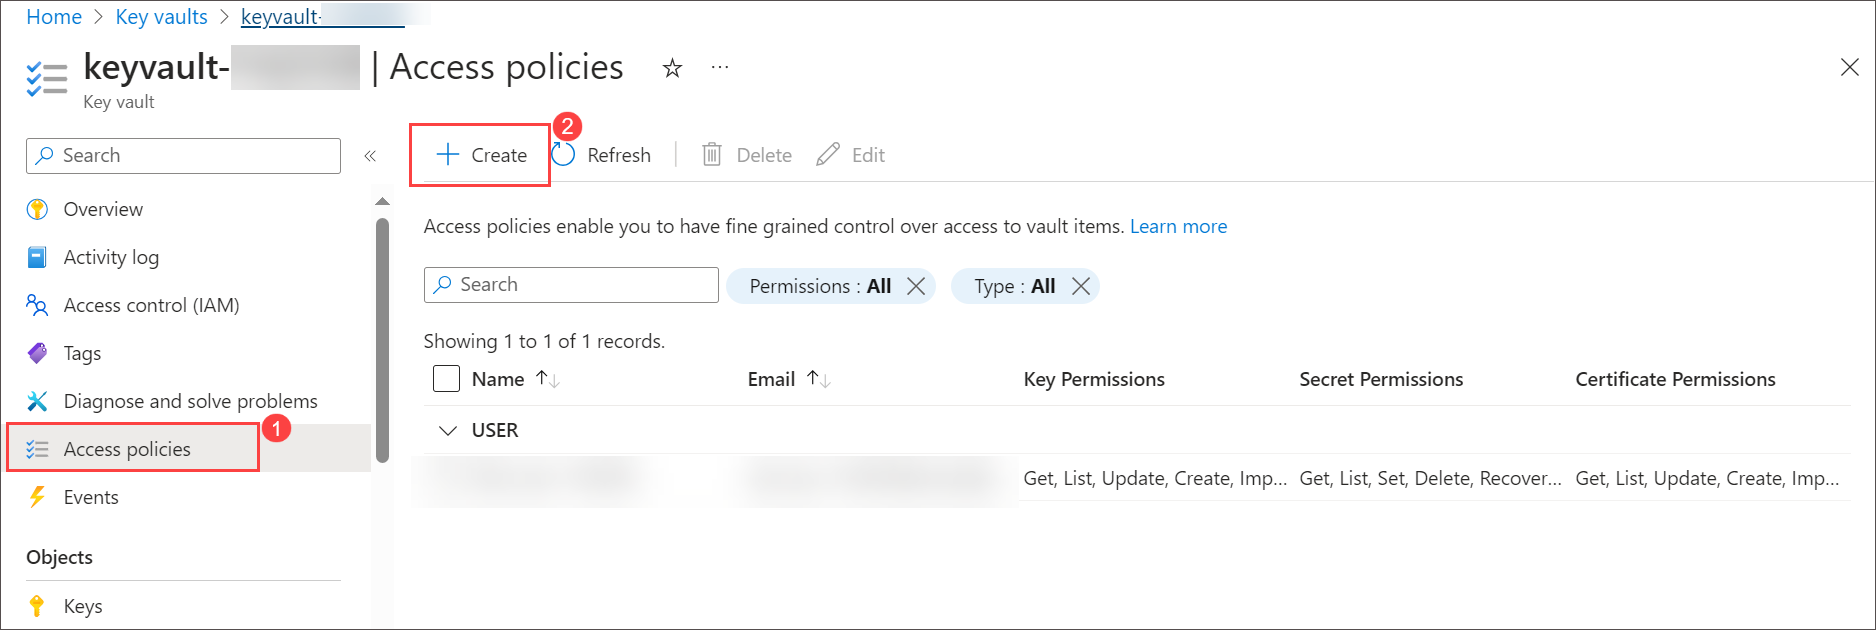 Home > Key vaults > keyvault-
keyvault- | Access policies ☆ ...
Key vault
Search «
Overview
Activity log
Access control (IAM)
Tags
Diagnose and solve problems
Access policies 1
Events
Objects
Keys
+ Create 2 Refresh | Delete Edit
Access policies enable you to have fine grained control over access to vault items. Learn more
Search Permissions : All Type : All
Showing 1 to 1 of 1 records.
Name ↑↓ Email ↑↓ Key Permissions Secret Permissions Certificate Permissions
USER
Get, List, Update, Create, Imp... Get, List, Set, Delete, Recover... Get, List, Update, Create, Imp...